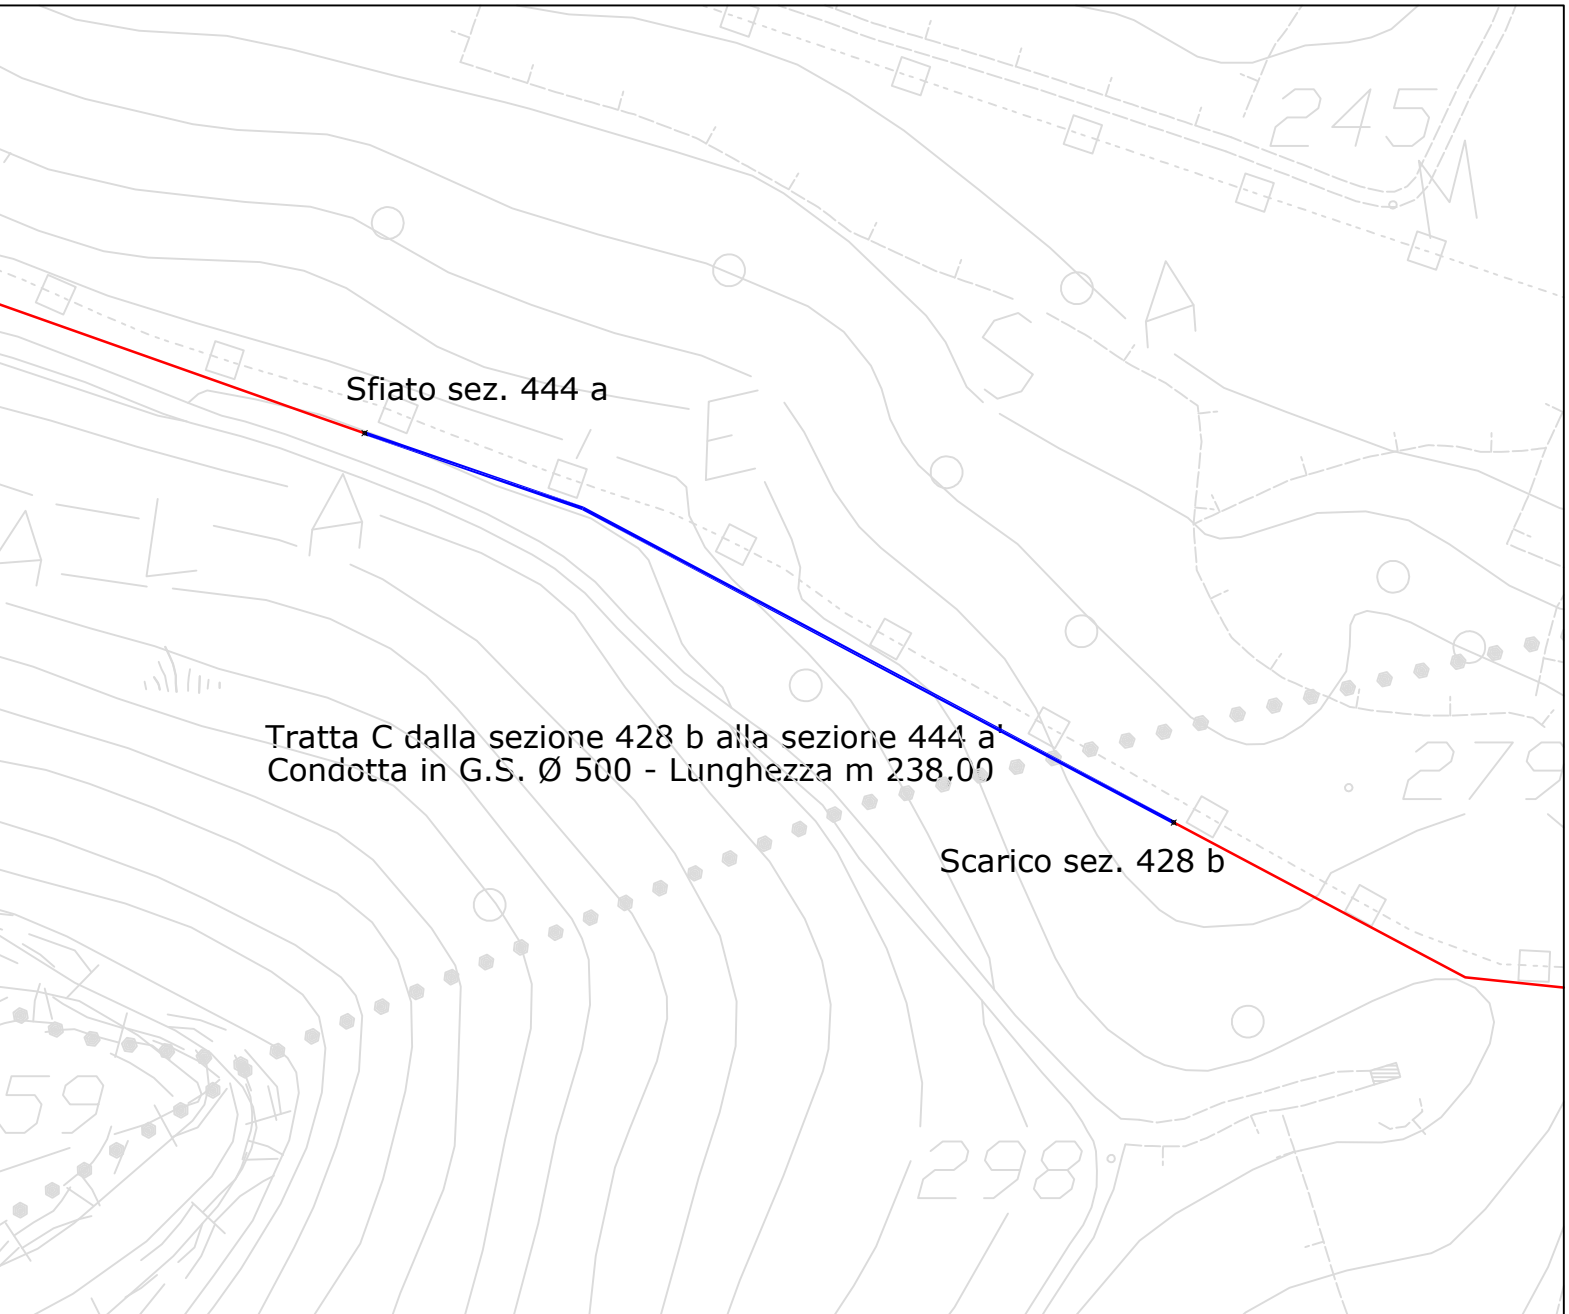 245
Sfiato sez. 444 a
Tratta C dalla sezione 428 b alla sezione 444 a'
Condotta in G.S. Ø 500 - Lunghezza m 238,00
279
Scarico sez. 428 b
59
298